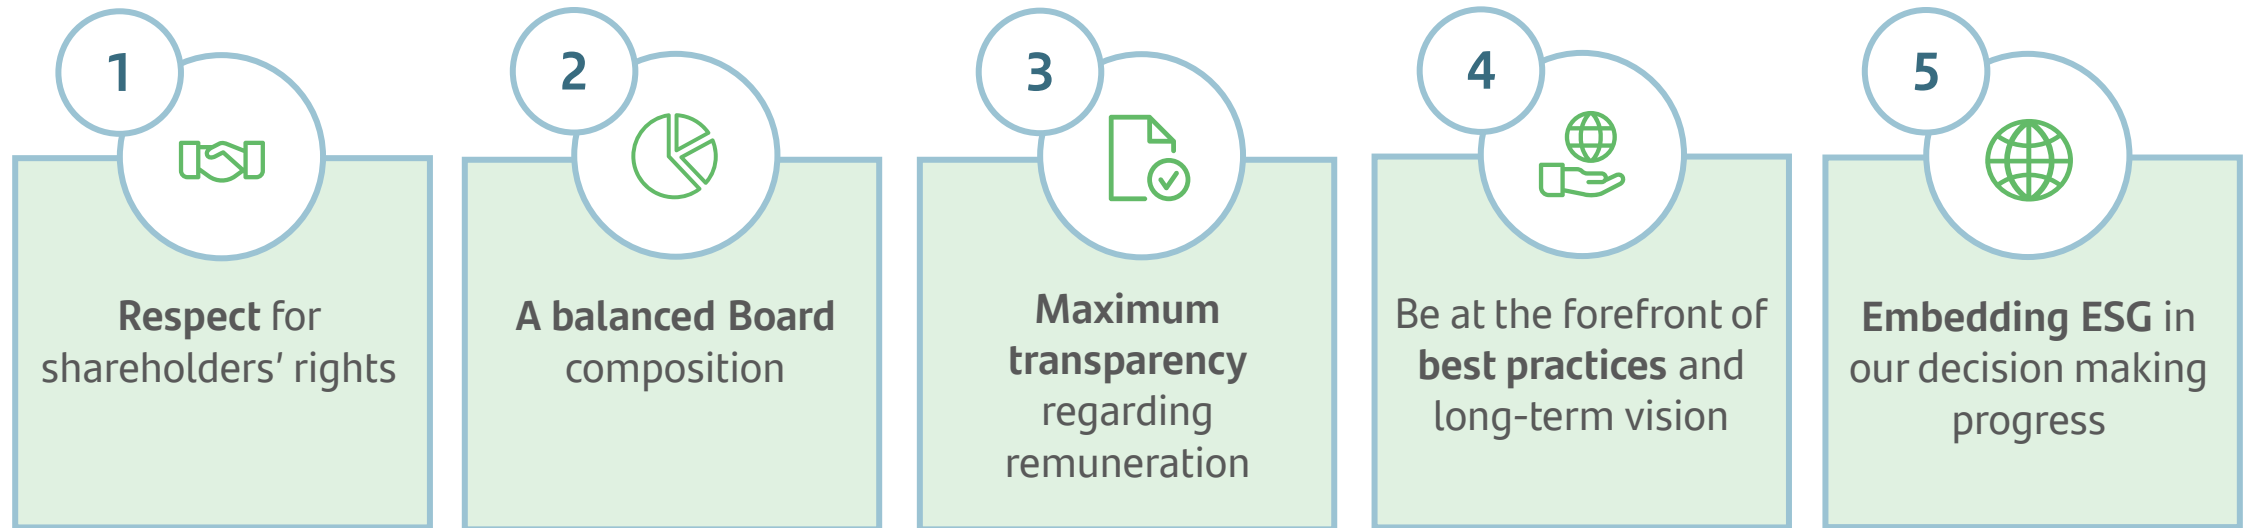 1
Respect for
shareholders' rights
2
A balanced Board
composition
3
Maximum
transparency
regarding
remuneration
4
Be at the forefront of
best practices and
long-term vision
5
Embedding ESG in
our decision making
progress